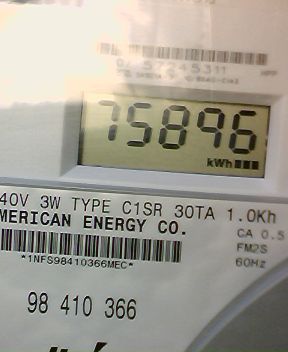 75896
kWh
40V 3W TYPE C1SR 30TA 1.0Kh
MERICAN ENERGY CO.
CA 0.5
FM2S
60Hz
*1NFS98410366MEC*
98 410 366